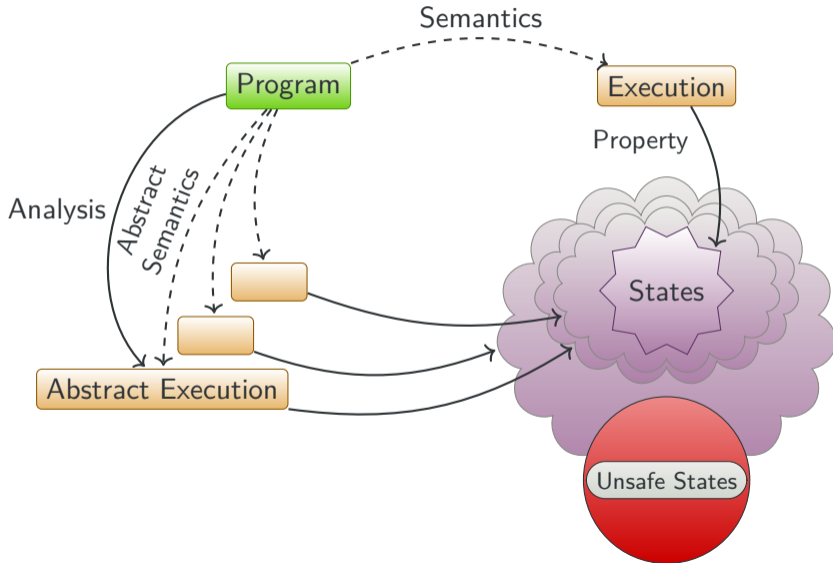 Semantics
Program
Execution
Property
Analysis
Abstract
Semantics
States
Abstract Execution
Unsafe States